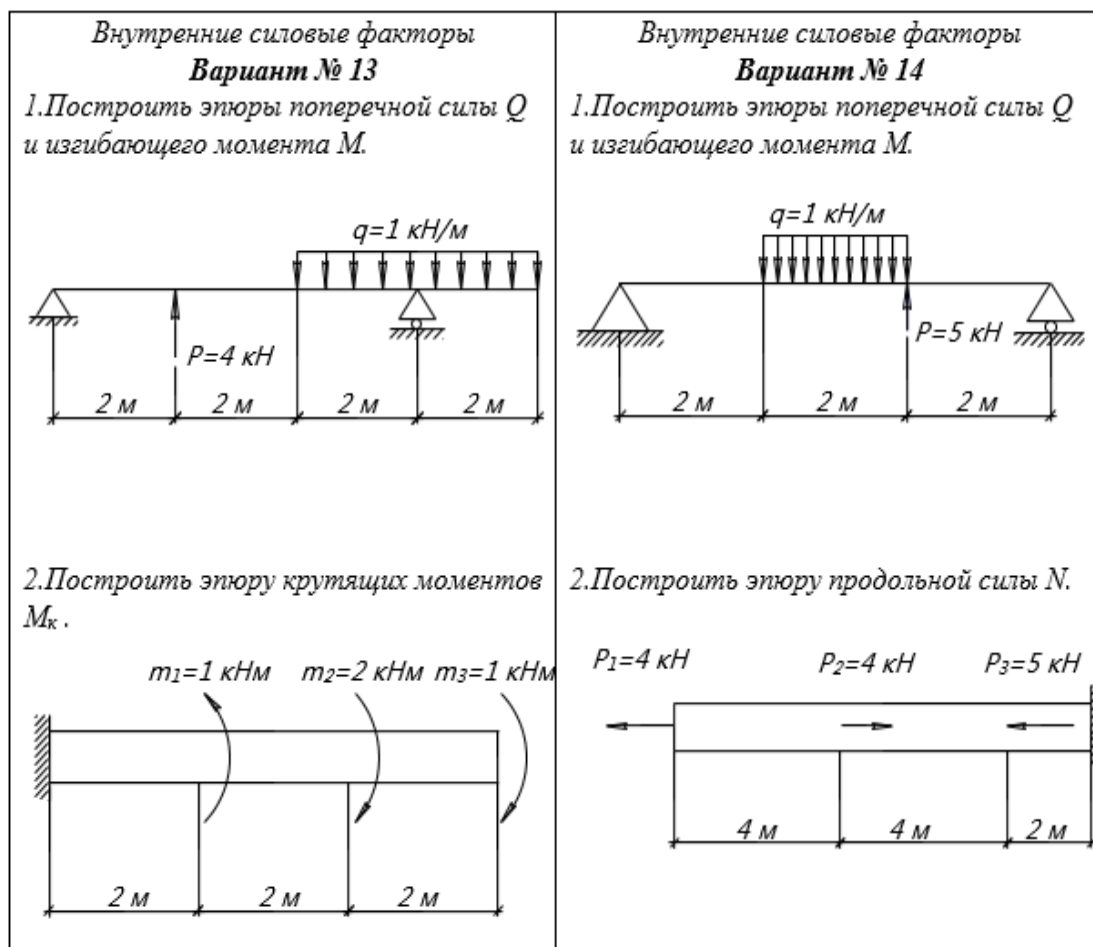 Внутренние силовые факторы
Вариант № 13
1.Построить эпюры поперечной силы Q
и изгибающего момента М.
q=1 кН/м
P=4 кН
2 м
2 м
2 м
2 м
2.Построить эпюру крутящих моментов
Мк .
m1=1 кНм
m2=2 кНм
m3=1 кНм
2 м
2 м
2 м
Внутренние силовые факторы
Вариант № 14
1.Построить эпюры поперечной силы Q
и изгибающего момента М.
q=1 кН/м
P=5 кН
2 м
2 м
2 м
2.Построить эпюру продольной силы N.
P1=4 кН
P2=4 кН
P3=5 кН
4 м
4 м
2 м